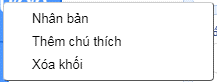 Nhân bản
Thêm chú thích
Xóa khối